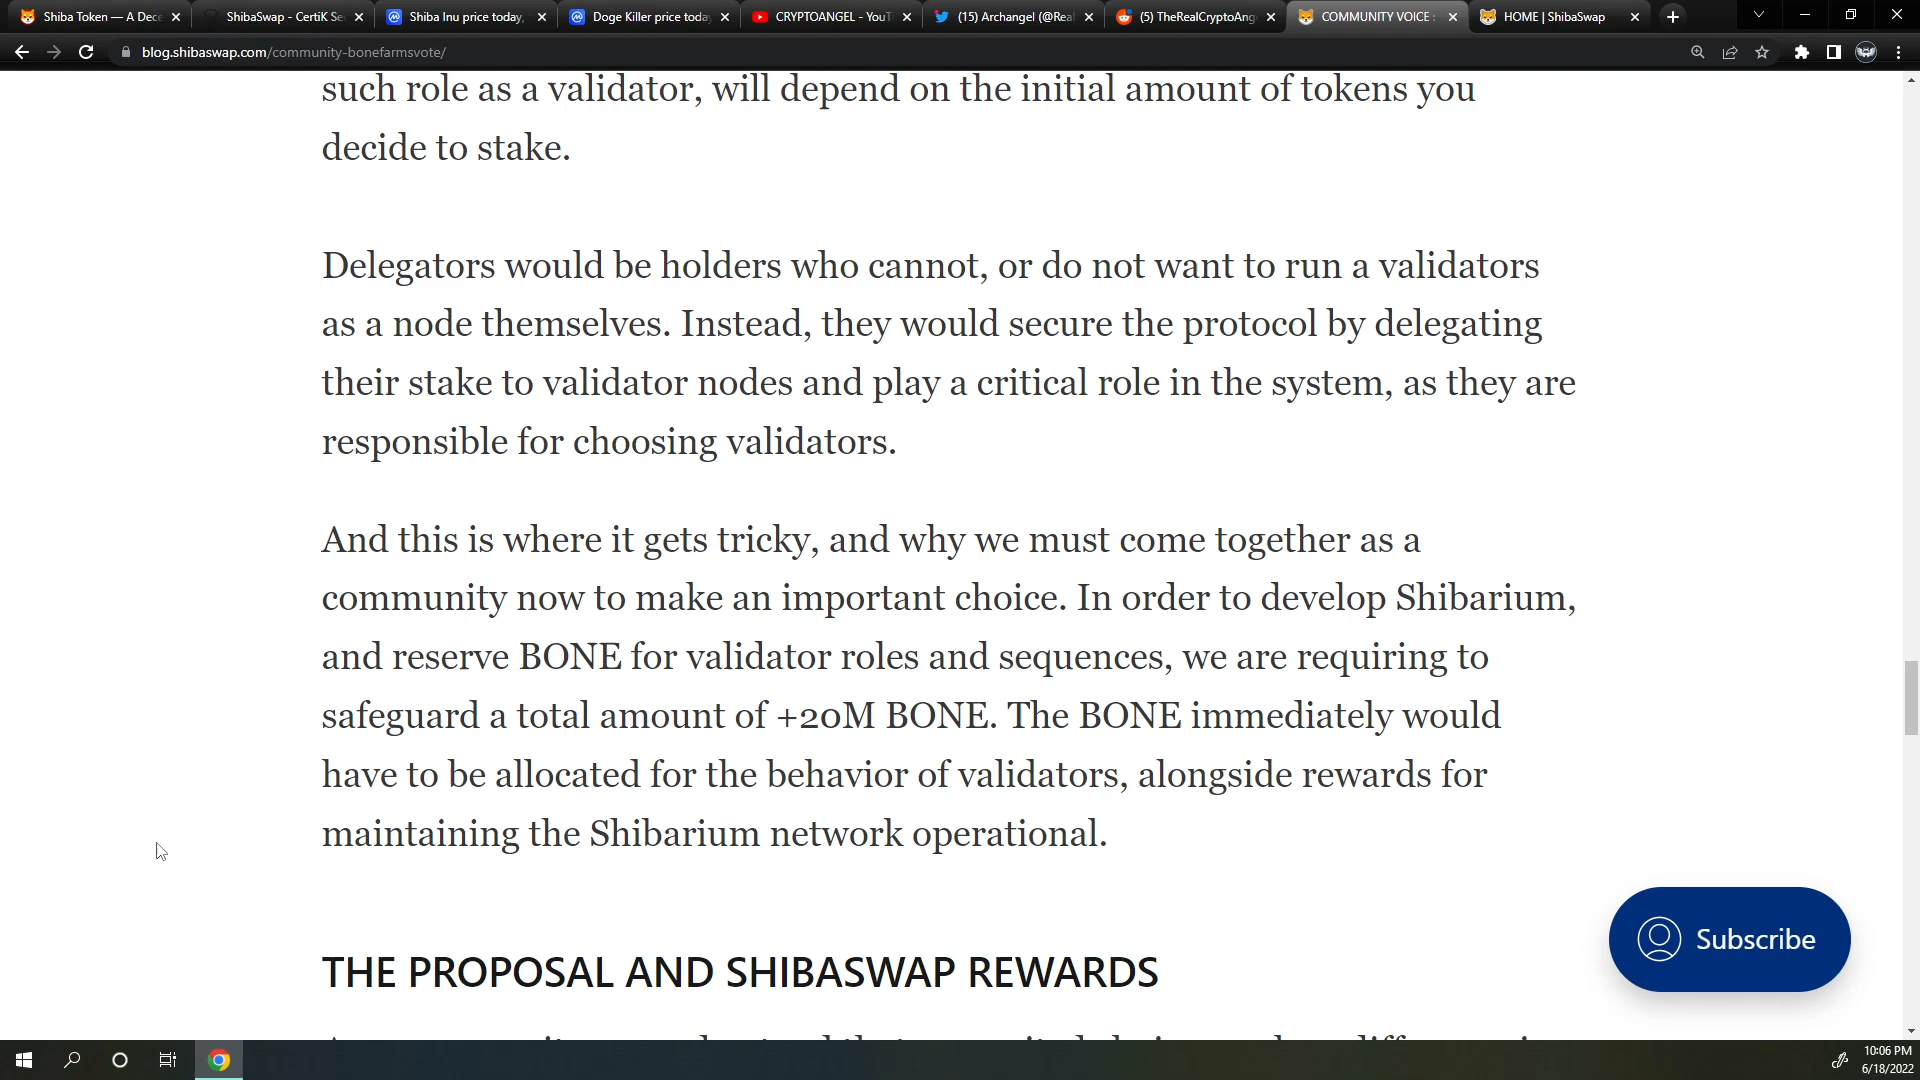 Shiba Token — A Dece
ShibaSwap - CertiK Se
Shiba Inu price today,
Doge Killer price toda
CRYPTOANGEL - YouT
(15) Archangel (@Real
(5) TheRealCryptoAng
COMMUNITY VOICE :
HOME | ShibaSwap
blog.shibaswap.com/community-bonefarmsvote/
such role as a validator, will depend on the initial amount of tokens you
decide to stake.
Delegators would be holders who cannot, or do not want to run a validators
as a node themselves. Instead, they would secure the protocol by delegating
their stake to validator nodes and play a critical role in the system, as they are
responsible for choosing validators.
And this is where it gets tricky, and why we must come together as a
community now to make an important choice. In order to develop Shibarium,
and reserve BONE for validator roles and sequences, we are requiring to
safeguard a total amount of +20M BONE. The BONE immediately would
have to be allocated for the behavior of validators, alongside rewards for
maintaining the Shibarium network operational.
Subscribe
THE PROPOSAL AND SHIBASWAP REWARDS
10:06 PM
6/18/2022